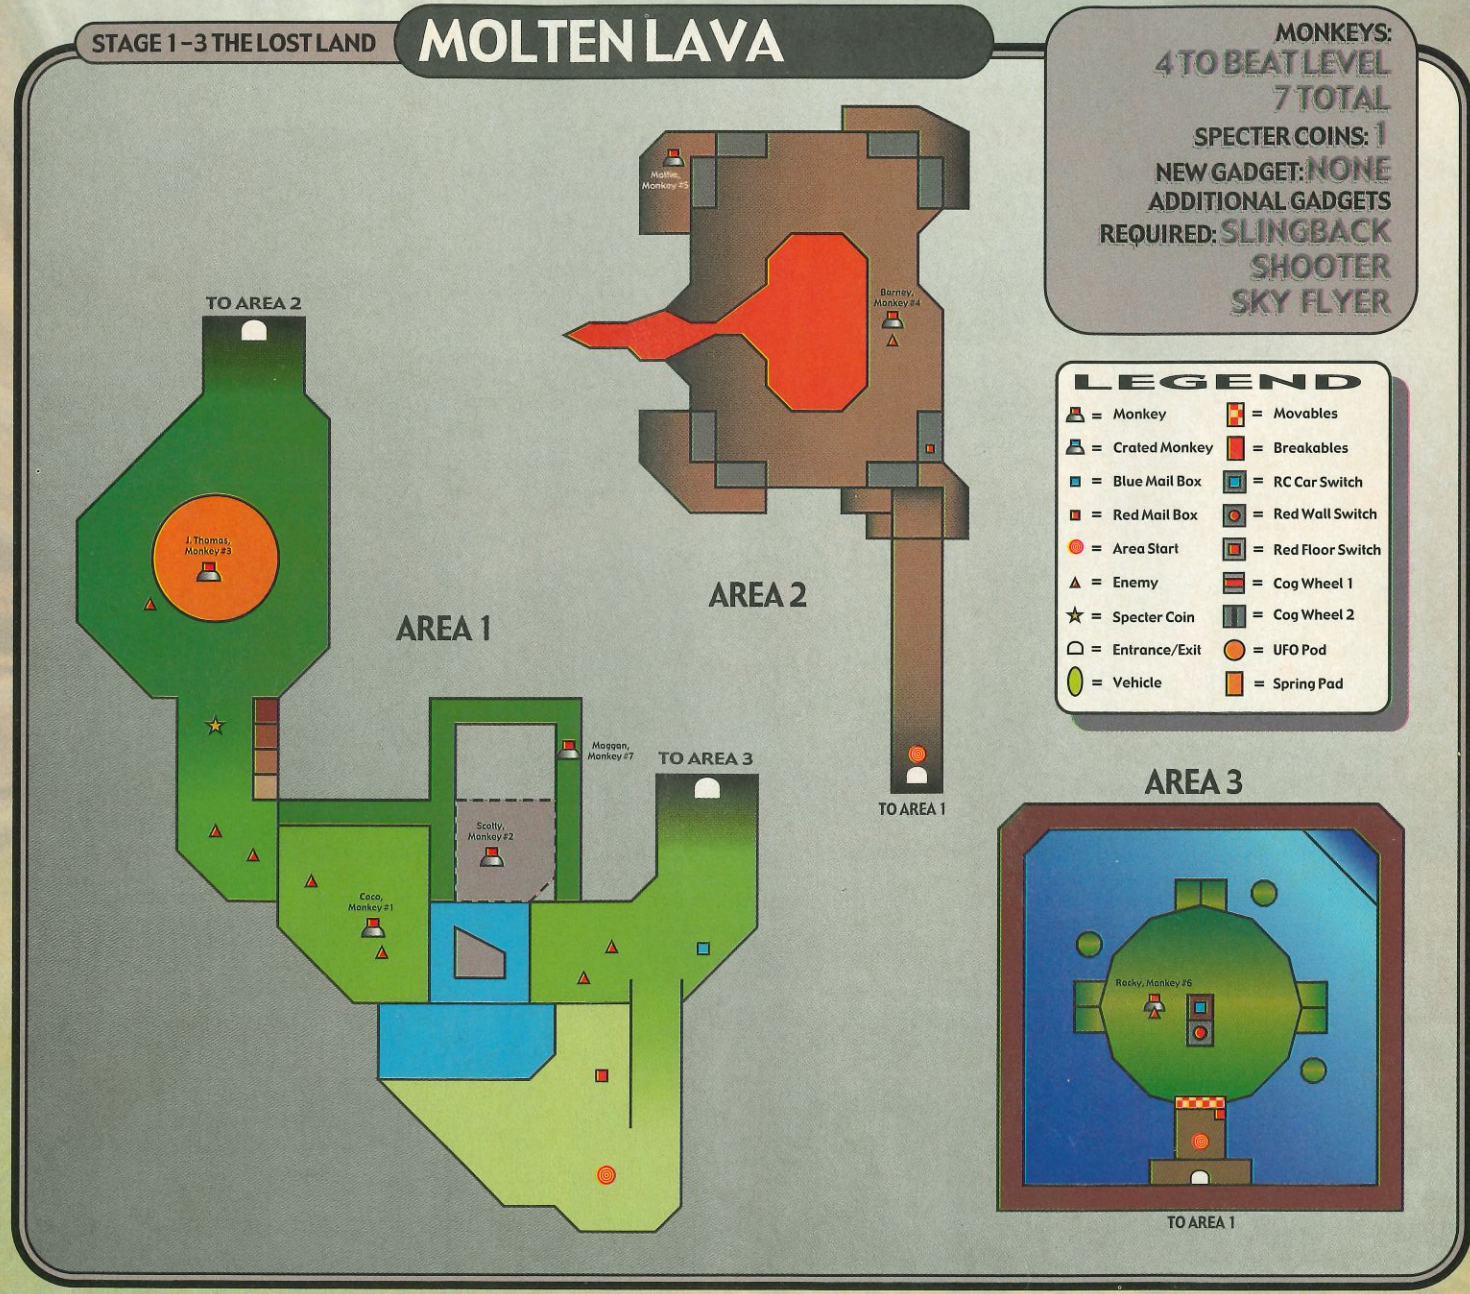 STAGE 1-3 THE LOST LAND
MOLTEN LAVA
MONKEYS:
4 TO BEAT LEVEL
7 TOTAL
SPECTER COINS: 1
NEW GADGET: NONE
ADDITIONAL GADGETS
REQUIRED: SLINGBACK
SHOOTER
SKY FLYER
LEGEND
= Monkey
= Crated Monkey
= Blue Mail Box
= Red Mail Box
= Area Start
= Enemy
= Specter Coin
= Entrance/Exit
= Vehicle
= Movables
= Breakables
= RC Car Switch
= Red Wall Switch
= Red Floor Switch
= Cog Wheel 1
= Cog Wheel 2
= UFO Pod
= Spring Pad
TO AREA 2
J. Thomas,
Monkey #3
AREA 1
Moggan,
Monkey #7
TO AREA 3
Scotty,
Monkey #2
Coco,
Monkey #1
Mattie,
Monkey #5
Barney,
Monkey #4
AREA 2
TO AREA 1
AREA 3
Rocky, Monkey #6
TO AREA 1